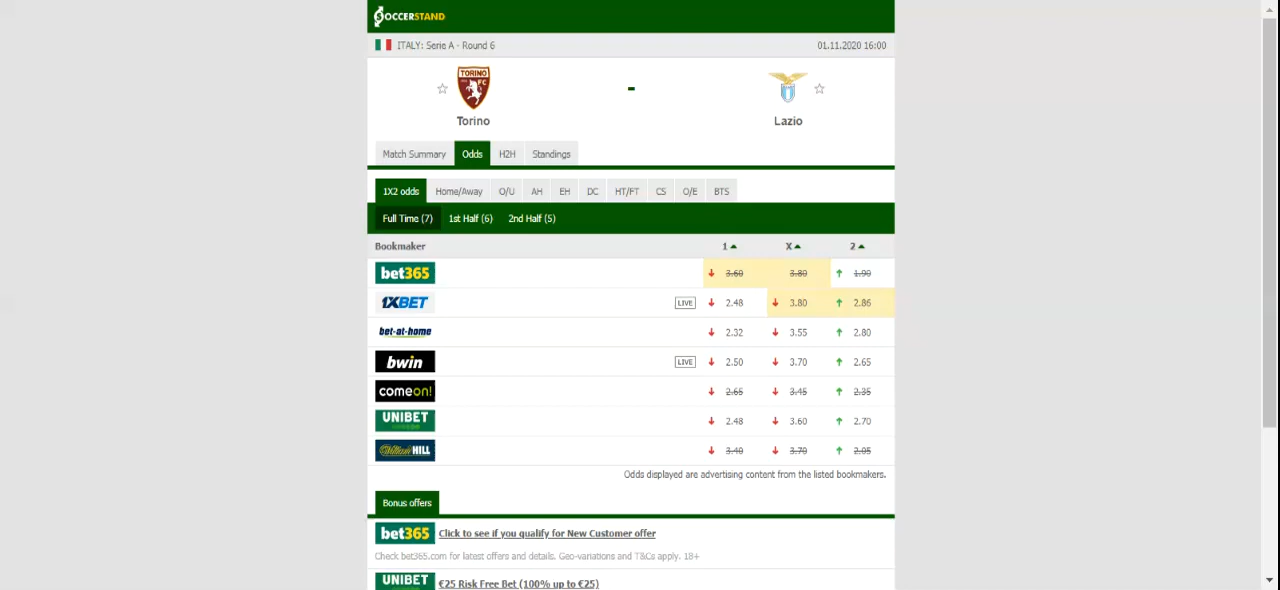 SOCCERSTAND
ITALY: Serie A - Round 6 01.11.2020 16:00
TORINO FC
-
Torino Lazio
Match Summary Odds H2H Standings
1X2 odds Home/Away O/U AH EH DC HT/FT CS O/E BTS
Full Time (7) 1st Half (6) 2nd Half (5)
Bookmaker 1 X 2
bet365 3.60 3.80 1.90
1XBET LIVE 2.48 3.80 2.86
bet-at-home 2.32 3.55 2.80
bwin LIVE 2.50 3.70 2.65
comeon! 2.65 3.45 2.35
UNIBET 2.48 3.60 2.70
William HILL 3.40 3.70 2.05
Odds displayed are advertising content from the listed bookmakers.
Bonus offers
bet365 Click to see if you qualify for New Customer offer
Check bet365.com for latest offers and details. Geo-variations and T&Cs apply. 18+
UNIBET €25 Risk Free Bet (100% up to €25)